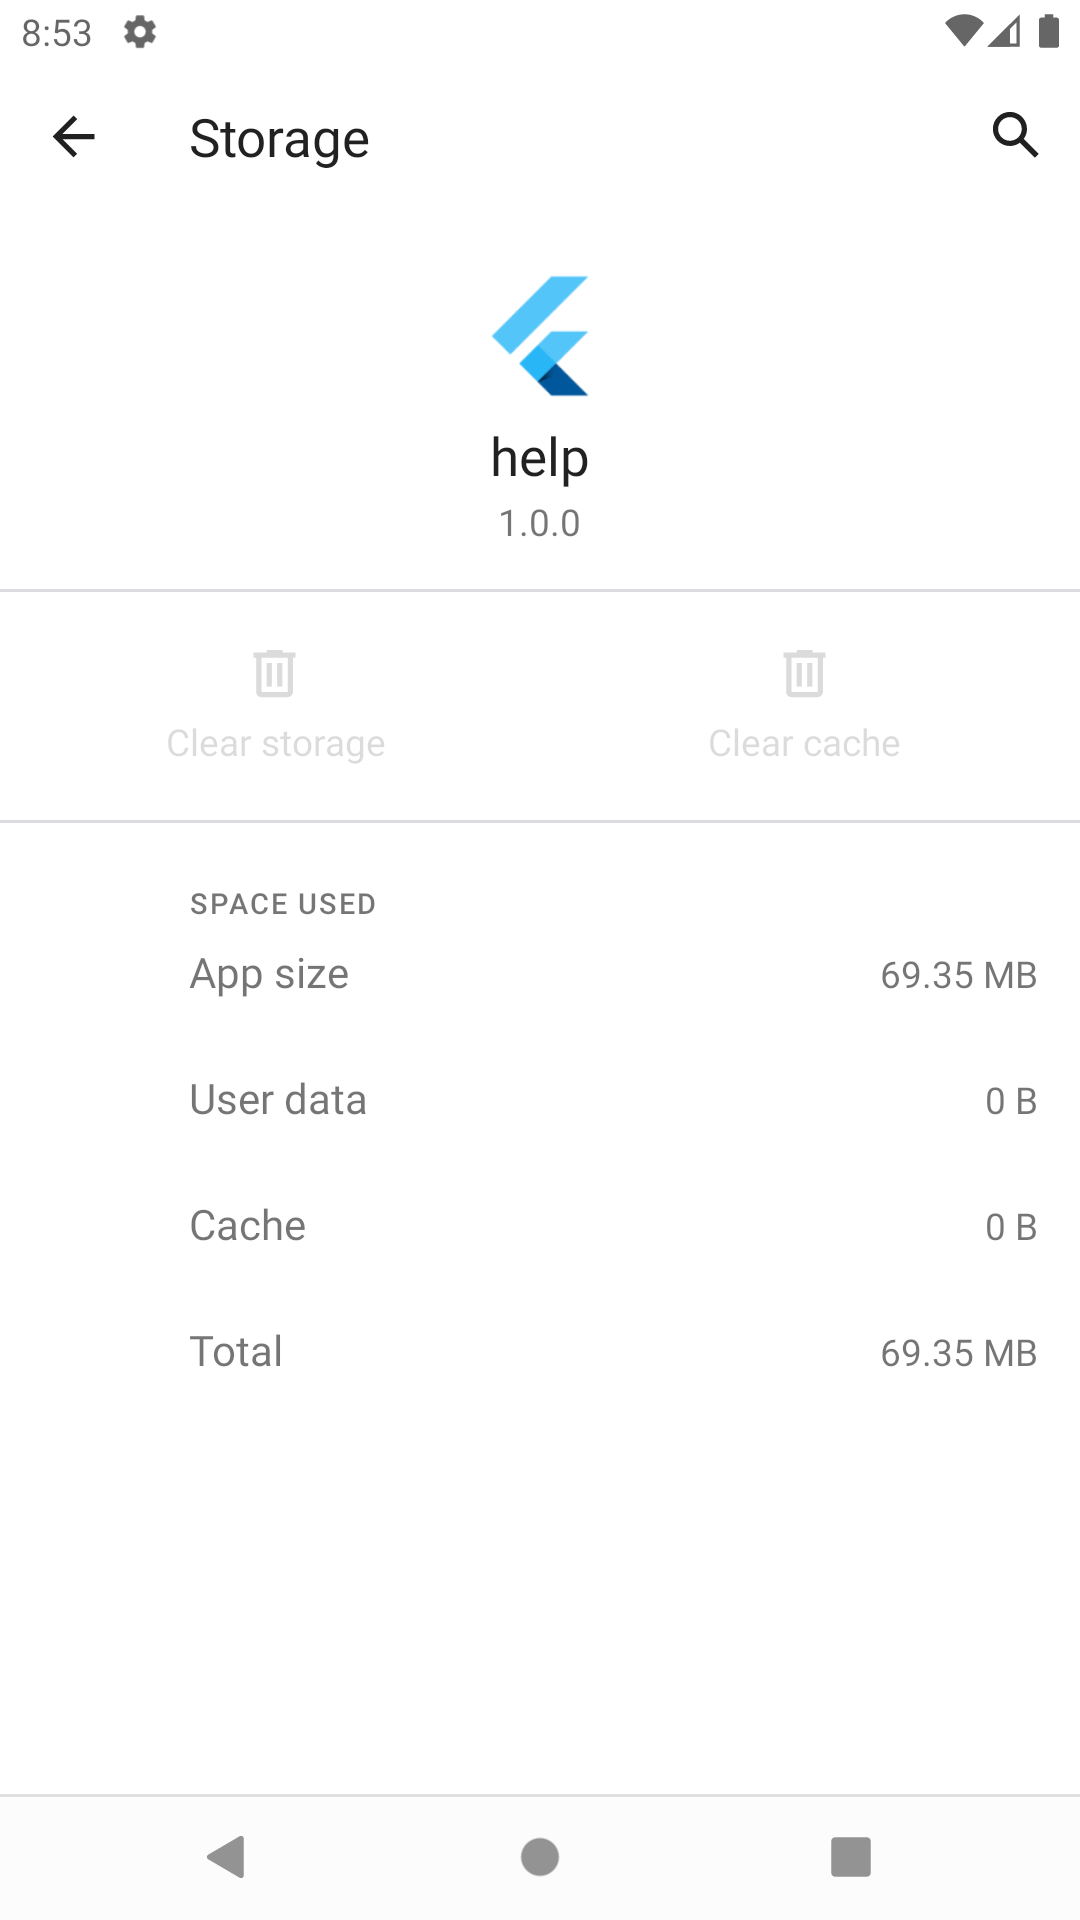 8:53
Storage
help
1.0.0
Clear storage
Clear cache
SPACE USED
App size 69.35 MB
User data 0 B
Cache 0 B
Total 69.35 MB